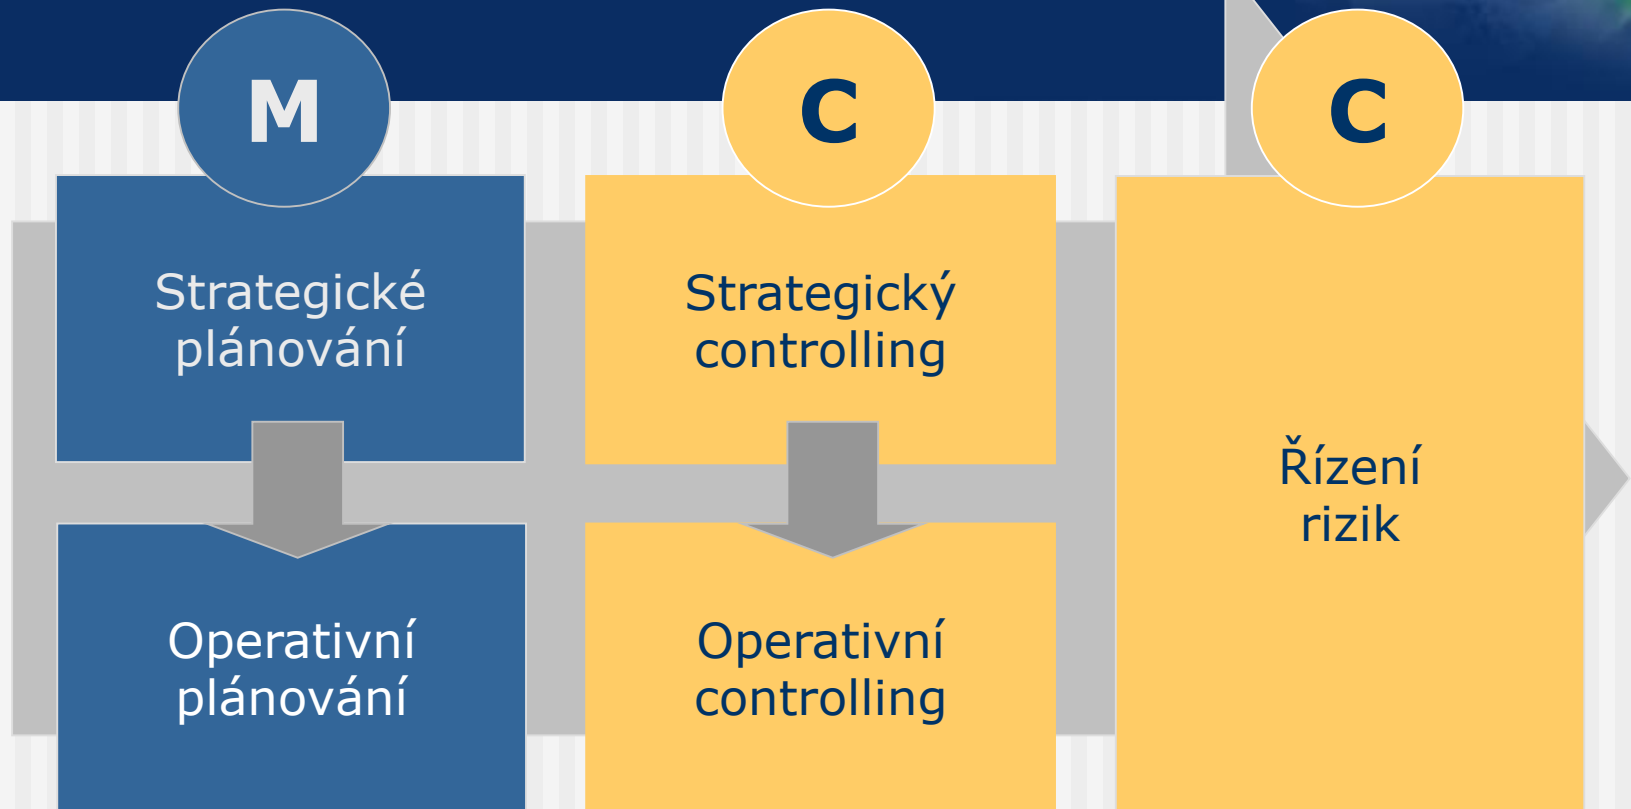 M
Strategické
plánování
Operativní
plánování
C
Strategický
controlling
Operativní
controlling
C
Řízení
rizik